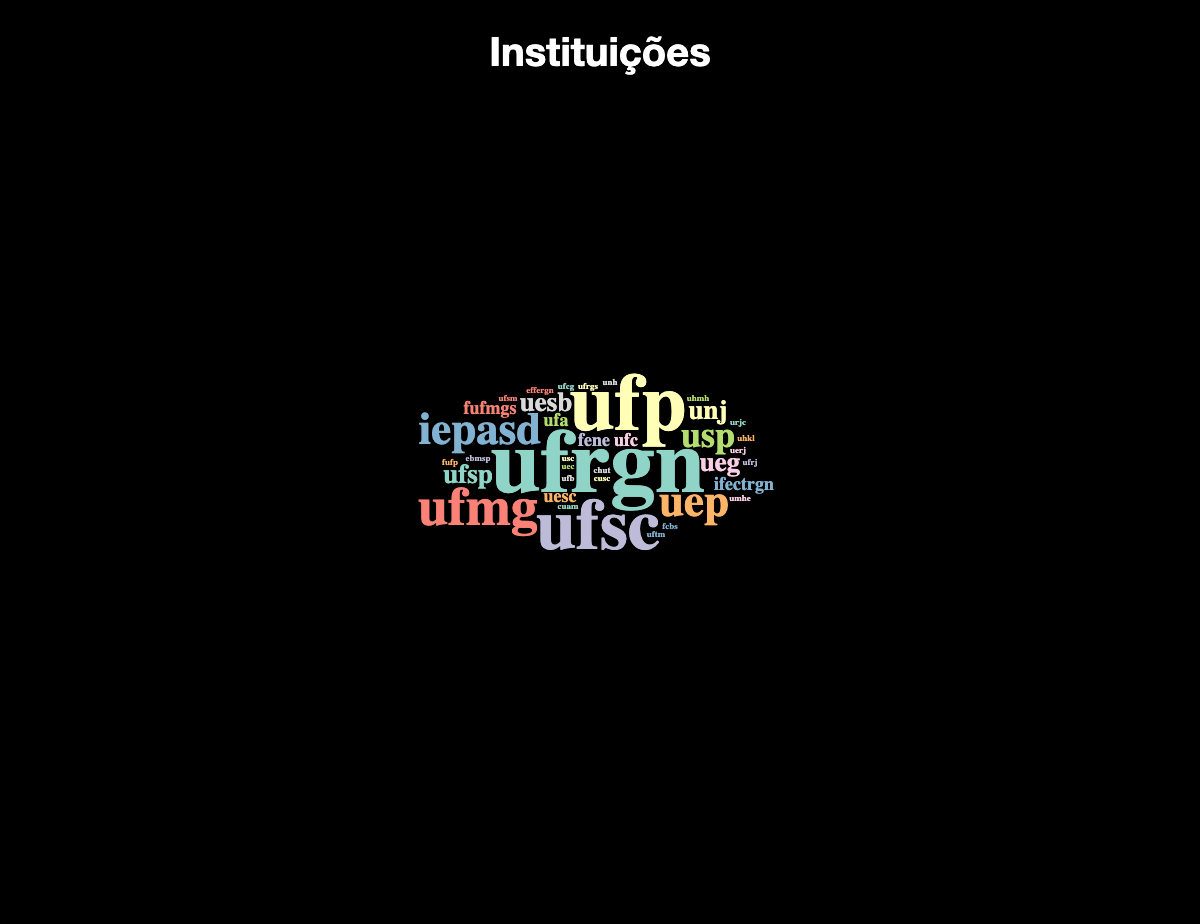 Instituições
unh
ufcg
ufrgs
effergn
ufp
ufsm
uesb
uhmh
fufmgs
unj
ufa
urjc
iepasd
usp
uhkl
fene
ufc
uerj
ufrgn
usc
ueg
ufrj
fufp
ebmsp
uec
chut
ufsp
ufb
cusc
ifectrgn
uesc
umhe
ufmg
cuam
uep
ufsc
fcbs
uftm